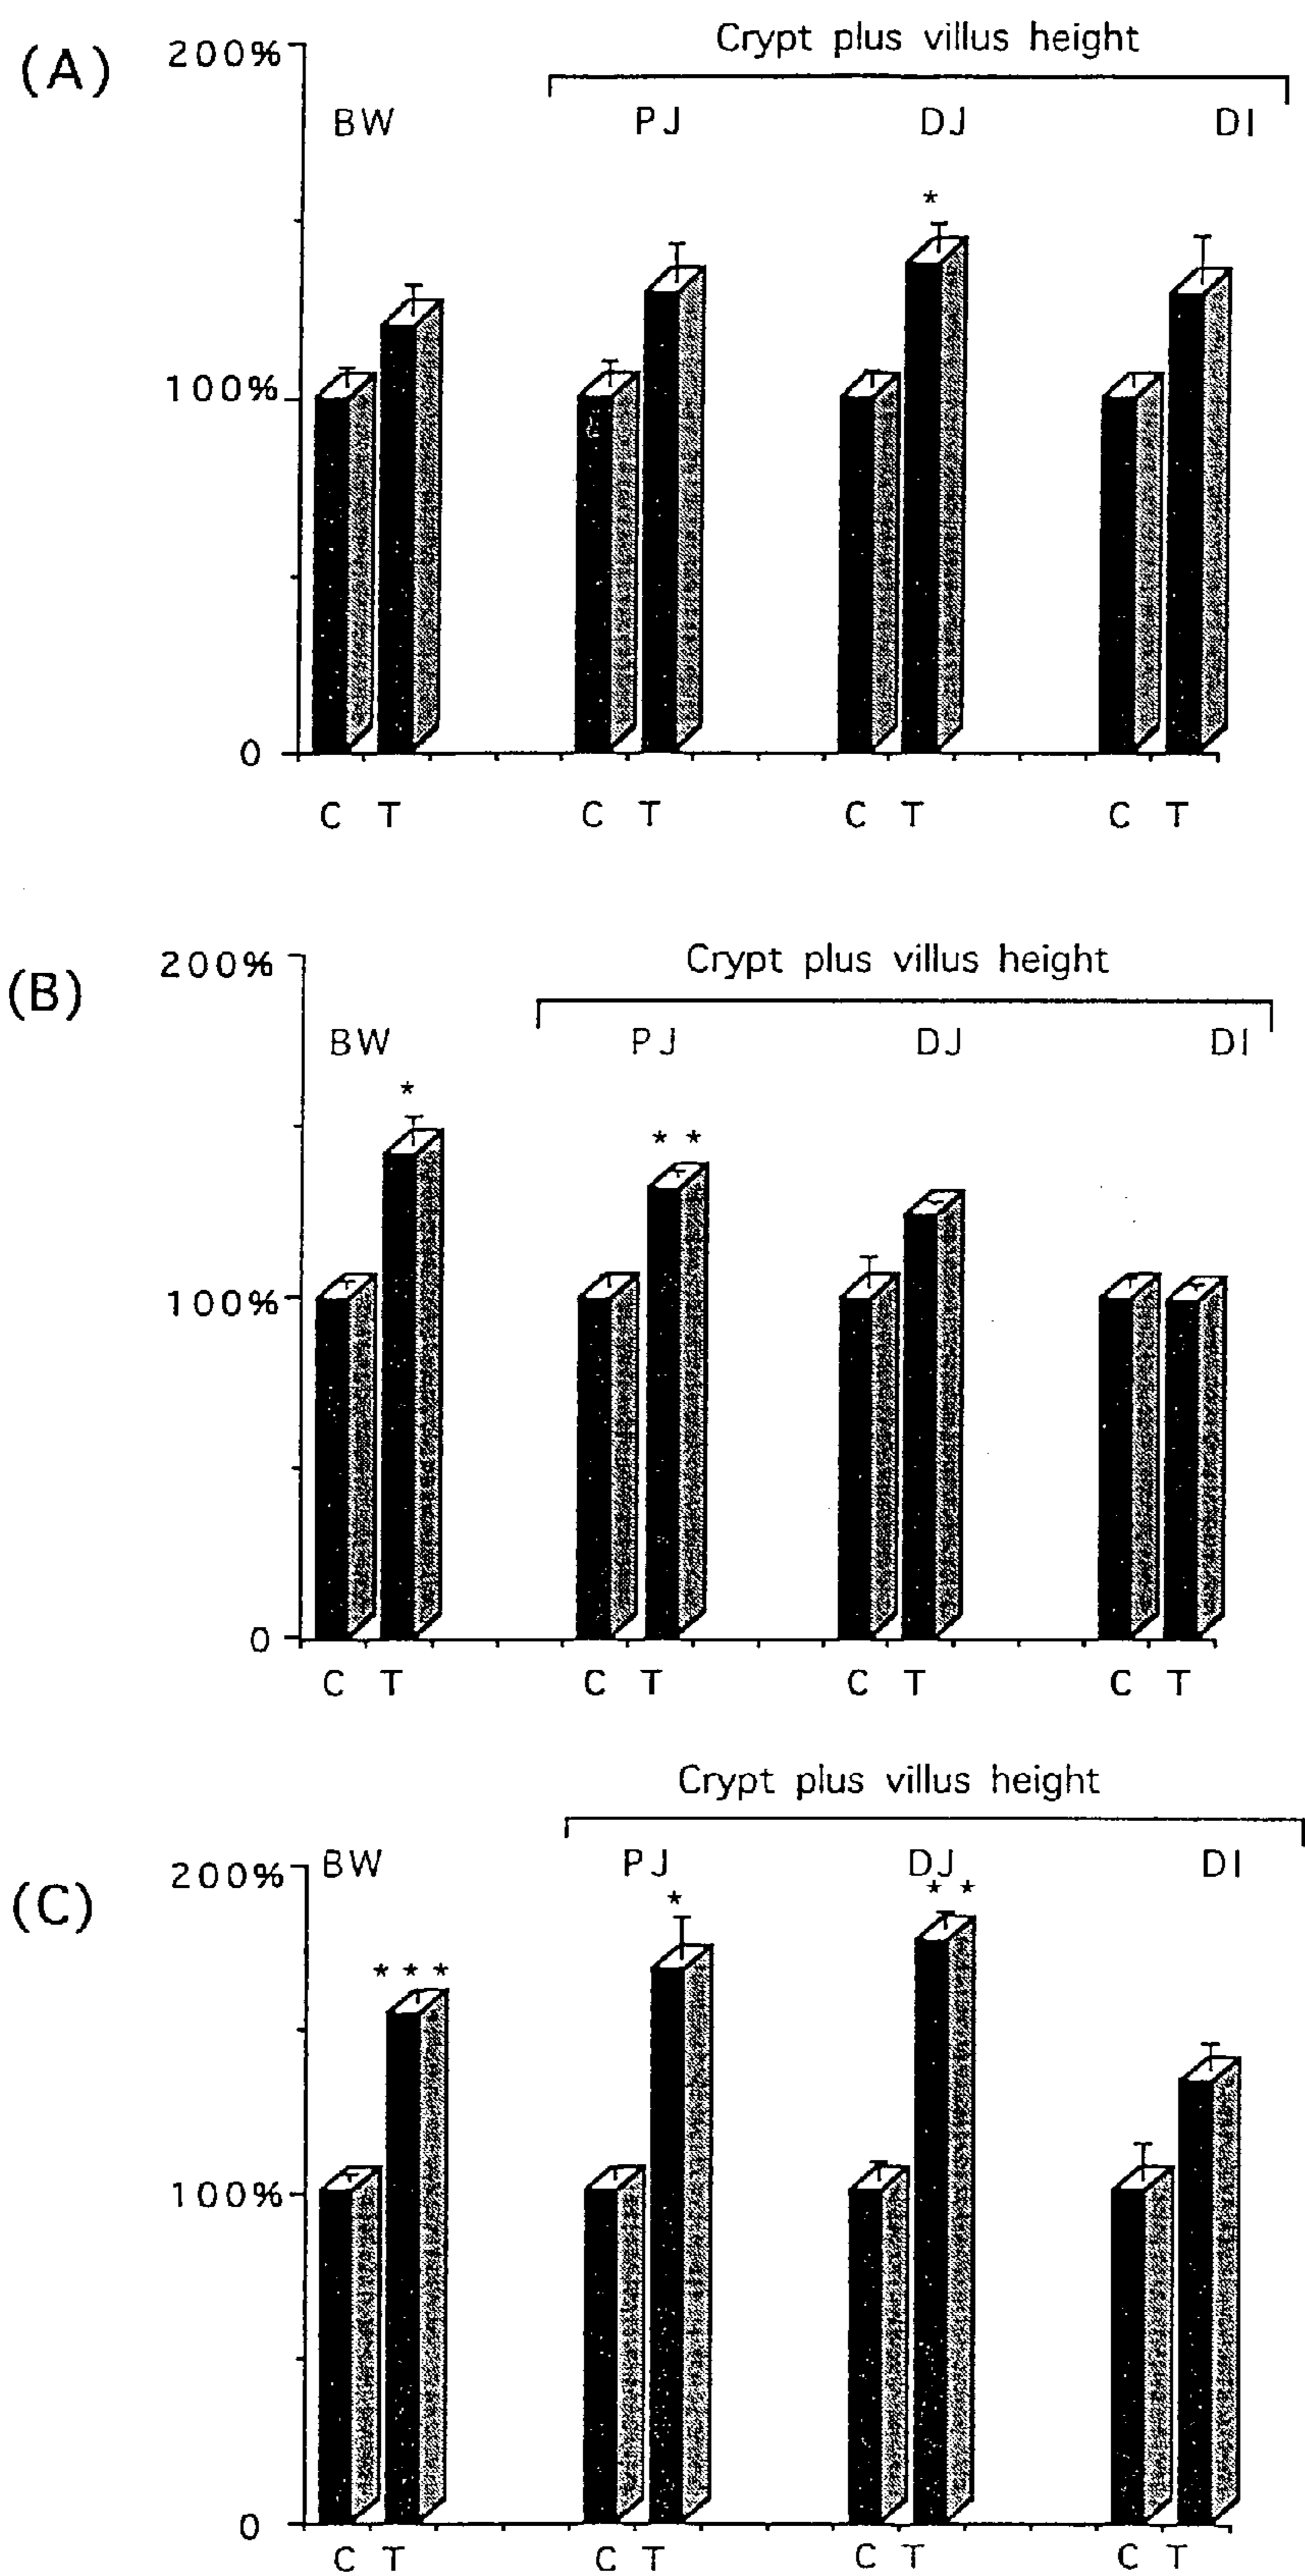 (A)
200%
Crypt plus villus height
BW PJ DJ DI
*
100%
0
C T C T C T C T
(B)
200%
Crypt plus villus height
BW PJ DJ DI
*
* *
100%
0
C T C T C T C T
Crypt plus villus height
(C)
200%
BW PJ DJ DI
* * *
*
* *
100%
0
C T C T C T C T